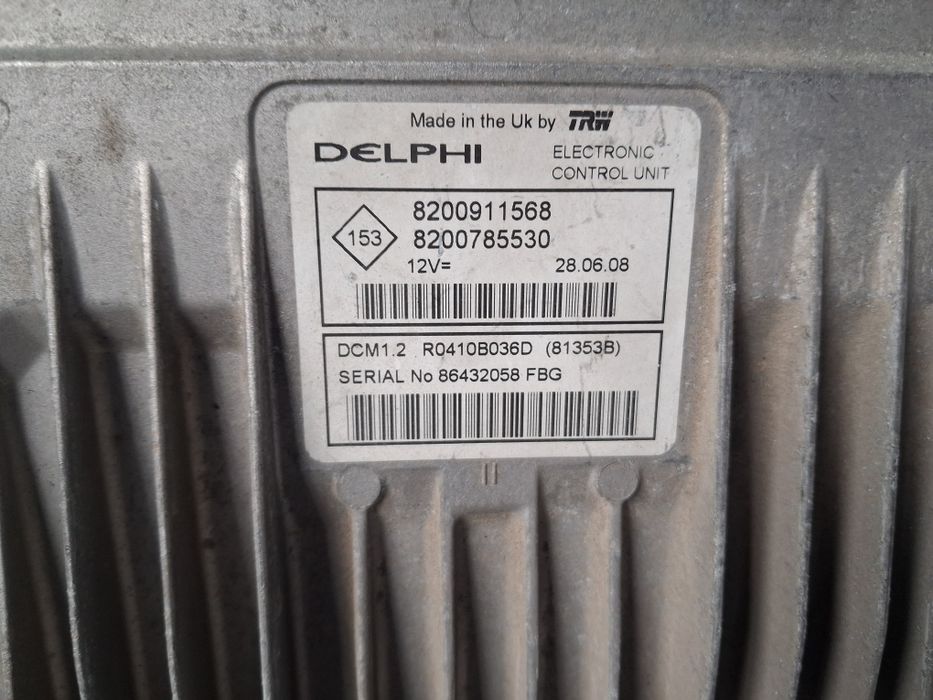 Made in the Uk by TRW
DELPHI
ELECTRONIC
CONTROL UNIT
153
8200911568
8200785530
12V= 28.06.08
DCM1.2 R0410B036D (81353B)
SERIAL No 86432058 FBG